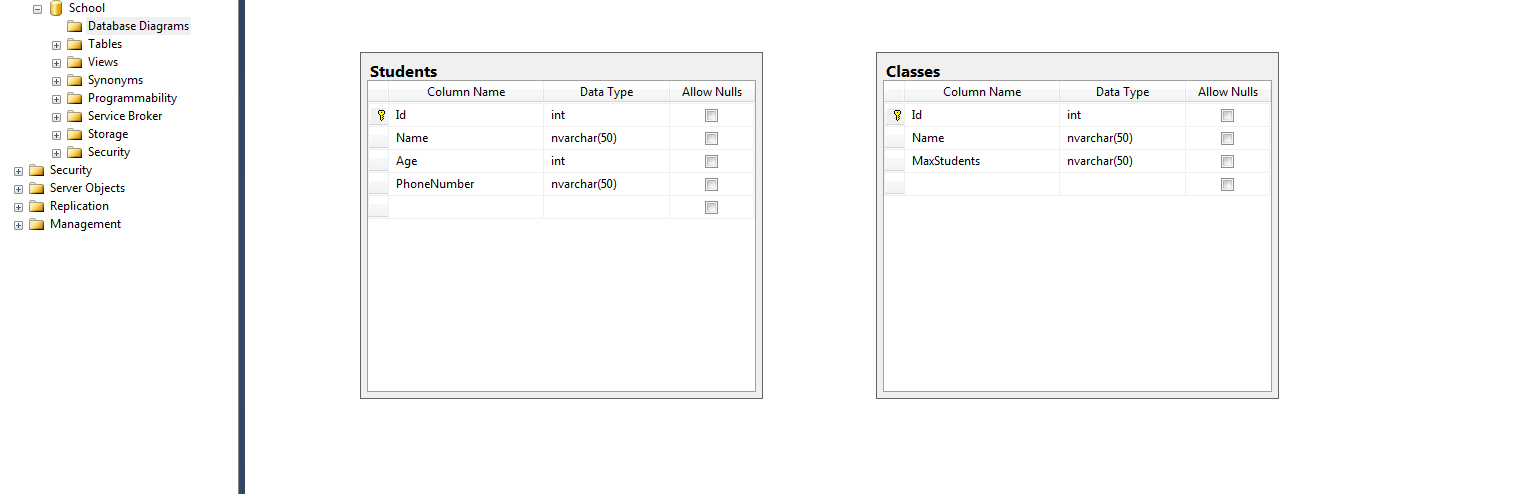 School
Database Diagrams
Tables
Views
Synonyms
Programmability
Service Broker
Storage
Security
Security
Server Objects
Replication
Management
Students
Column Name Data Type Allow Nulls
Id int
Name nvarchar(50)
Age int
PhoneNumber nvarchar(50)
Classes
Column Name Data Type Allow Nulls
Id int
Name nvarchar(50)
MaxStudents nvarchar(50)